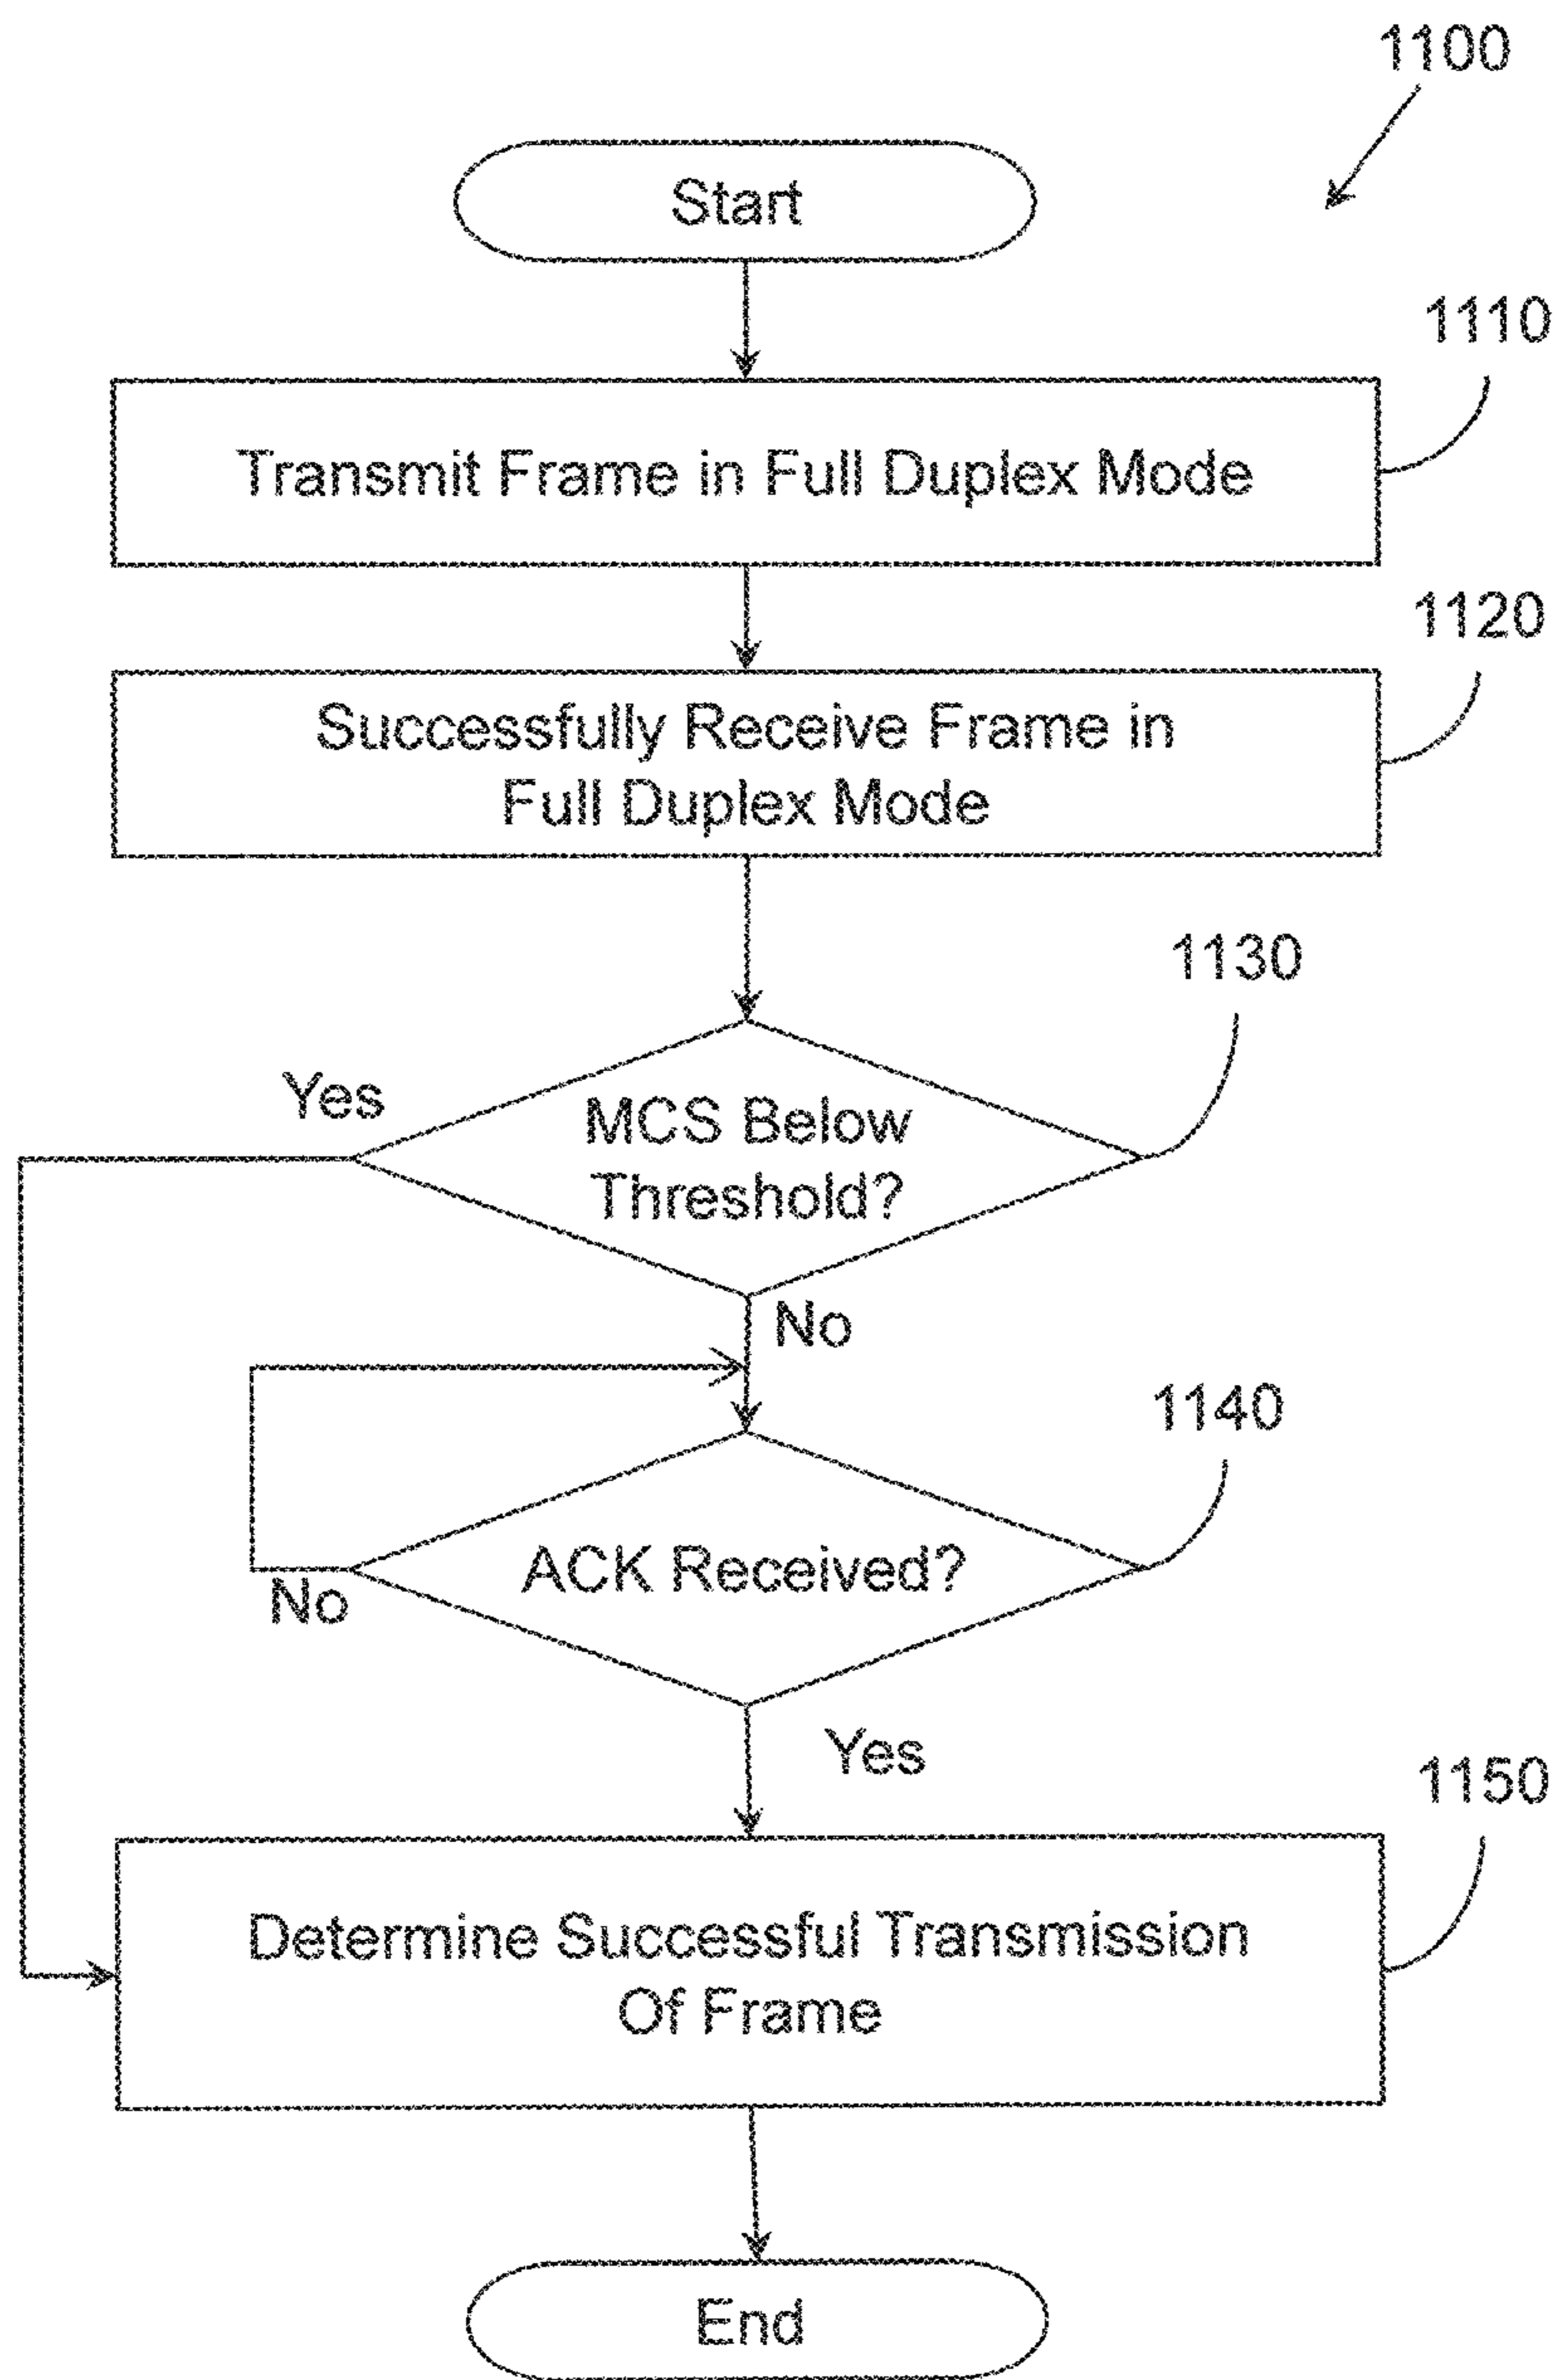 1100
Start
1110
Transmit Frame in Full Duplex Mode
1120
Successfully Receive Frame in
Full Duplex Mode
1130
Yes
MCS Below
Threshold?
No
1140
ACK Received?
No
Yes
1150
Determine Successful Transmission
Of Frame
End